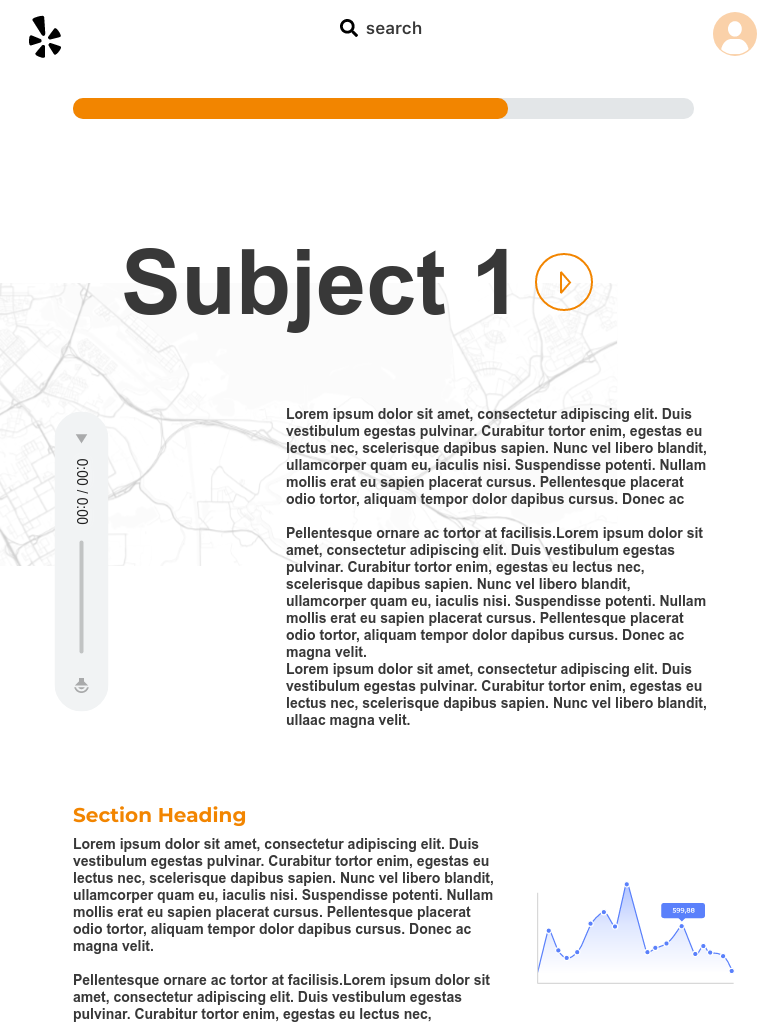 search
Subject 1
0:00 / 0:00
Lorem ipsum dolor sit amet, consectetur adipiscing elit. Duis
vestibulum egestas pulvinar. Curabitur tortor enim, egestas eu
lectus nec, scelerisque dapibus sapien. Nunc vel libero blandit,
ullamcorper quam eu, iaculis nisi. Suspendisse potenti. Nullam
mollis erat eu sapien placerat cursus. Pellentesque placerat
odio tortor, aliquam tempor dolor dapibus cursus. Donec ac
Pellentesque ornare ac tortor at facilisis.Lorem ipsum dolor sit
amet, consectetur adipiscing elit. Duis vestibulum egestas
pulvinar. Curabitur tortor enim, egestas eu lectus nec,
scelerisque dapibus sapien. Nunc vel libero blandit,
ullamcorper quam eu, iaculis nisi. Suspendisse potenti. Nullam
mollis erat eu sapien placerat cursus. Pellentesque placerat
odio tortor, aliquam tempor dolor dapibus cursus. Donec ac
magna velit.
Lorem ipsum dolor sit amet, consectetur adipiscing elit. Duis
vestibulum egestas pulvinar. Curabitur tortor enim, egestas eu
lectus nec, scelerisque dapibus sapien. Nunc vel libero blandit,
ullaac magna velit.
Section Heading
Lorem ipsum dolor sit amet, consectetur adipiscing elit. Duis
vestibulum egestas pulvinar. Curabitur tortor enim, egestas eu
lectus nec, scelerisque dapibus sapien. Nunc vel libero blandit,
ullamcorper quam eu, iaculis nisi. Suspendisse potenti. Nullam
mollis erat eu sapien placerat cursus. Pellentesque placerat
odio tortor, aliquam tempor dolor dapibus cursus. Donec ac
magna velit.
Pellentesque ornare ac tortor at facilisis.Lorem ipsum dolor sit
amet, consectetur adipiscing elit. Duis vestibulum egestas
pulvinar. Curabitur tortor enim, egestas eu lectus nec,
599,88